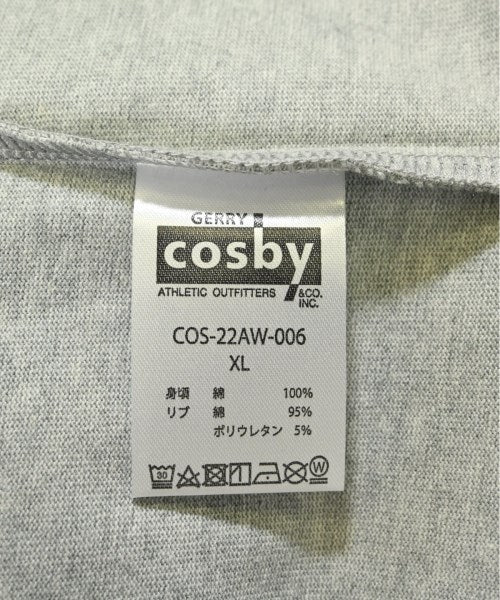 GERRY
cosby
ATHLETIC OUTFITTERS &CO.
INC.
COS-22AW-006
XL
身頃 綿 100%
リブ 綿 95%
ポリウレタン 5%
30 W